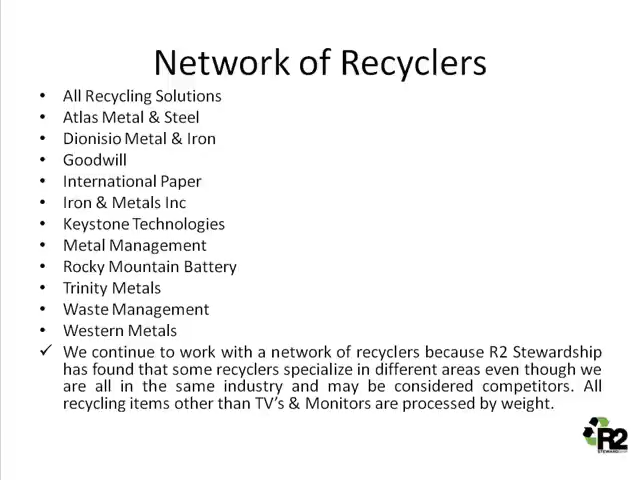 Network of Recyclers
• All Recycling Solutions
• Atlas Metal & Steel
• Dionisio Metal & Iron
• Goodwill
• International Paper
• Iron & Metals Inc
• Keystone Technologies
• Metal Management
• Rocky Mountain Battery
• Trinity Metals
• Waste Management
• Western Metals
✓ We continue to work with a network of recyclers because R2 Stewardship
has found that some recyclers specialize in different areas even though we
are all in the same industry and may be considered competitors. All
recycling items other than TV's & Monitors are processed by weight.
R2
STEWARDSHIP